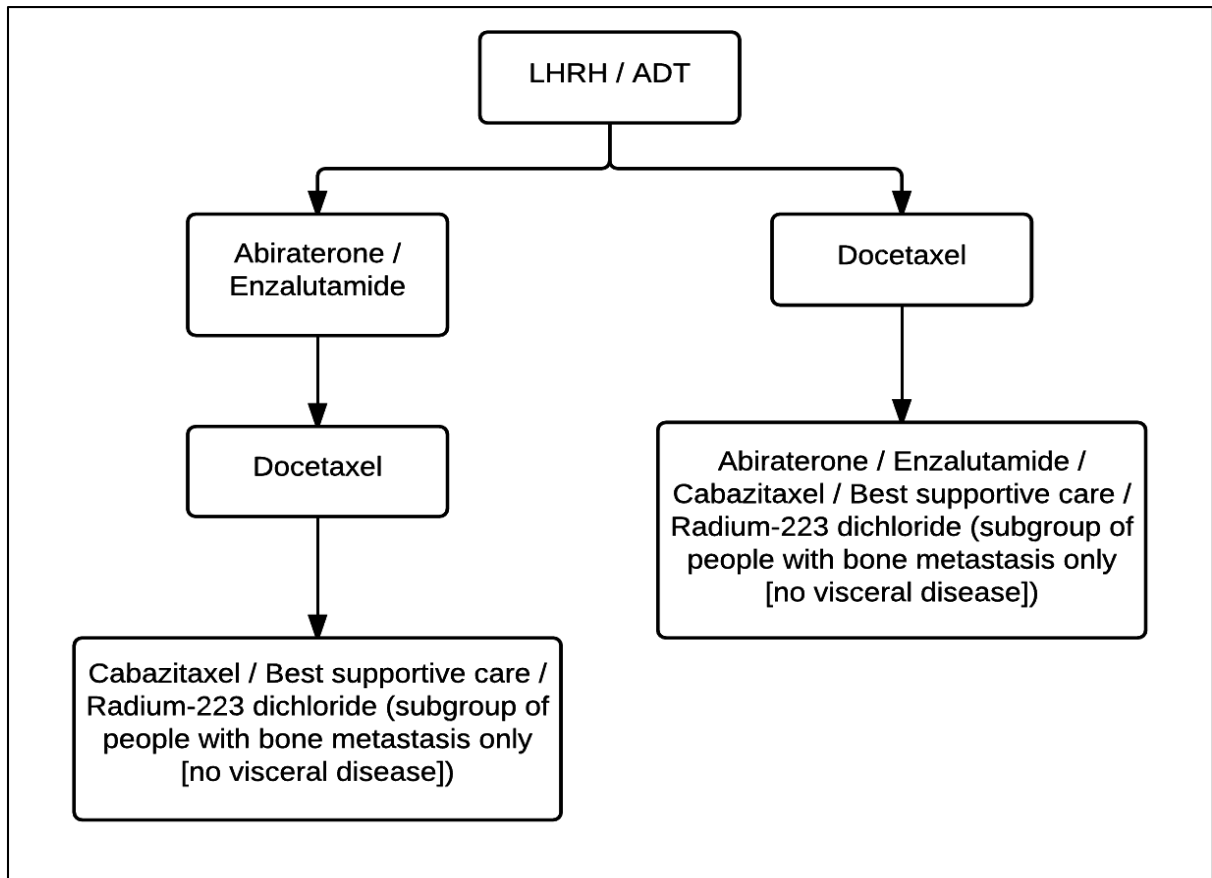 LHRH / ADT
Abiraterone /
Enzalutamide
Docetaxel
Docetaxel
Abiraterone / Enzalutamide /
Cabazitaxel / Best supportive care /
Radium-223 dichloride (subgroup of
people with bone metastasis only
[no visceral disease])
Cabazitaxel / Best supportive care /
Radium-223 dichloride (subgroup of
people with bone metastasis only
[no visceral disease])